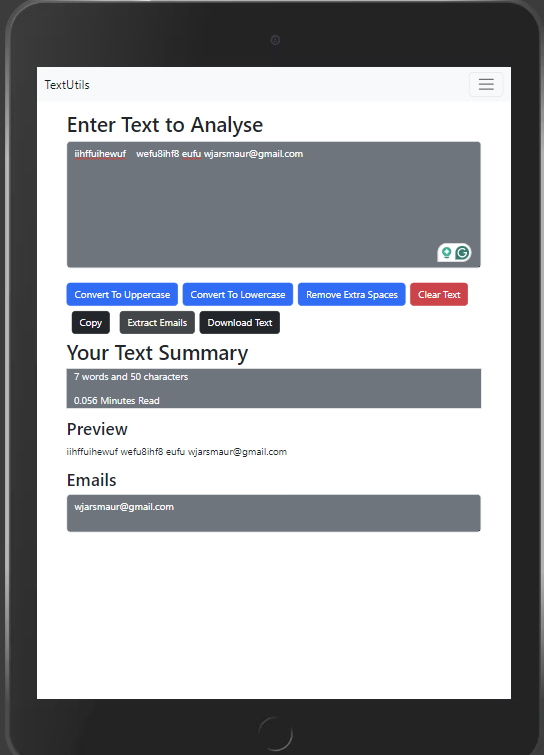 TextUtils
Enter Text to Analyse
iihffuihewuf    wefu8ihf8 eufu wjarsmaur@gmail.com
Convert To Uppercase Convert To Lowercase Remove Extra Spaces Clear Text
Copy Extract Emails Download Text
Your Text Summary
7 words and 50 characters
0.056 Minutes Read
Preview
iihffuihewuf wefu8ihf8 eufu wjarsmaur@gmail.com
Emails
wjarsmaur@gmail.com